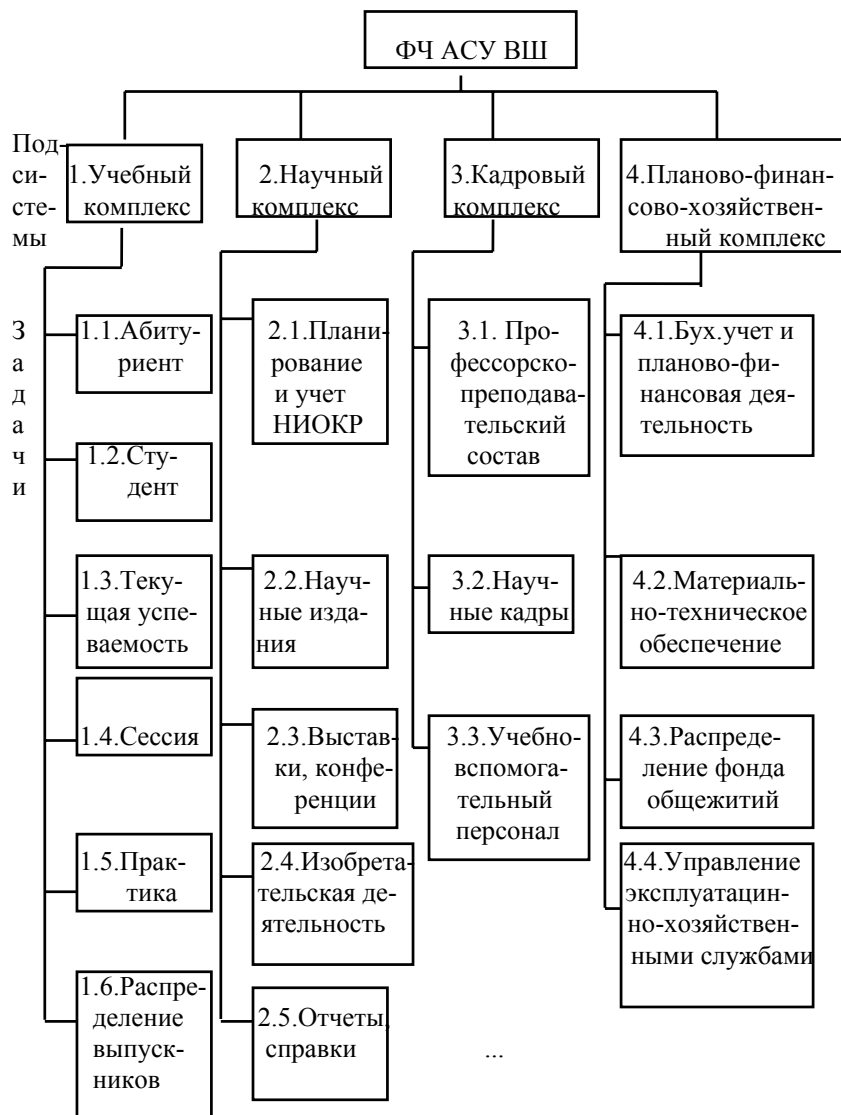 ФЧ АСУ ВШ
Под-
си-
сте-
мы
1.Учебный
комплекс
2.Научный
комплекс
3.Кадровый
комплекс
4.Планово-финан-
сово-хозяйствен-
ный комплекс
З
а
д
а
ч
и
1.1.Абиту-
риент
1.2.Сту-
дент
1.3.Теку-
щая успе-
ваемость
1.4.Сессия
1.5.Прак-
тика
1.6.Распре-
деление
выпуск-
ников
2.1.Плани-
рование
и учет
НИОКР
2.2.Науч-
ные изда-
ния
2.3.Выстав-
ки, конфе-
ренции
2.4.Изобрета-
тельская де-
ятельность
2.5.Отчеты,
справки
3.1. Про-
фессорско-
преподава-
тельский
состав
3.2.Науч-
ные кадры
3.3.Учебно-
вспомога-
тельный
персонал
4.1.Бух.учет и
планово-фи-
нансовая дея-
тельность
4.2.Материаль-
но-техническое
обеспечение
4.3.Распреде-
ление фонда
общежитий
4.4.Управление
эксплуатацин-
но-хозяйствен-
ными службами
...